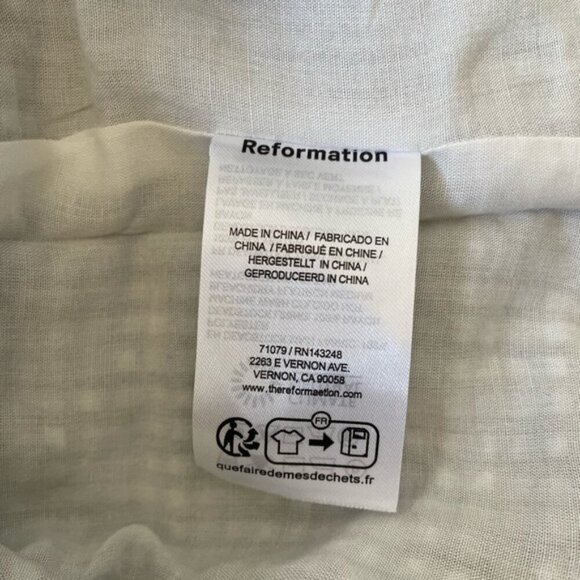 Reformation
MADE IN CHINA / FABRICADO EN
CHINA / FABRIQUÉ EN CHINE /
HERGESTELLT IN CHINA /
GEPRODUCEERD IN CHINA
71079 / RN143248
2263 E VERNON AVE.
VERNON, CA 90058
www.thereformaetion.com
FR
quefairedemesdechets.fr